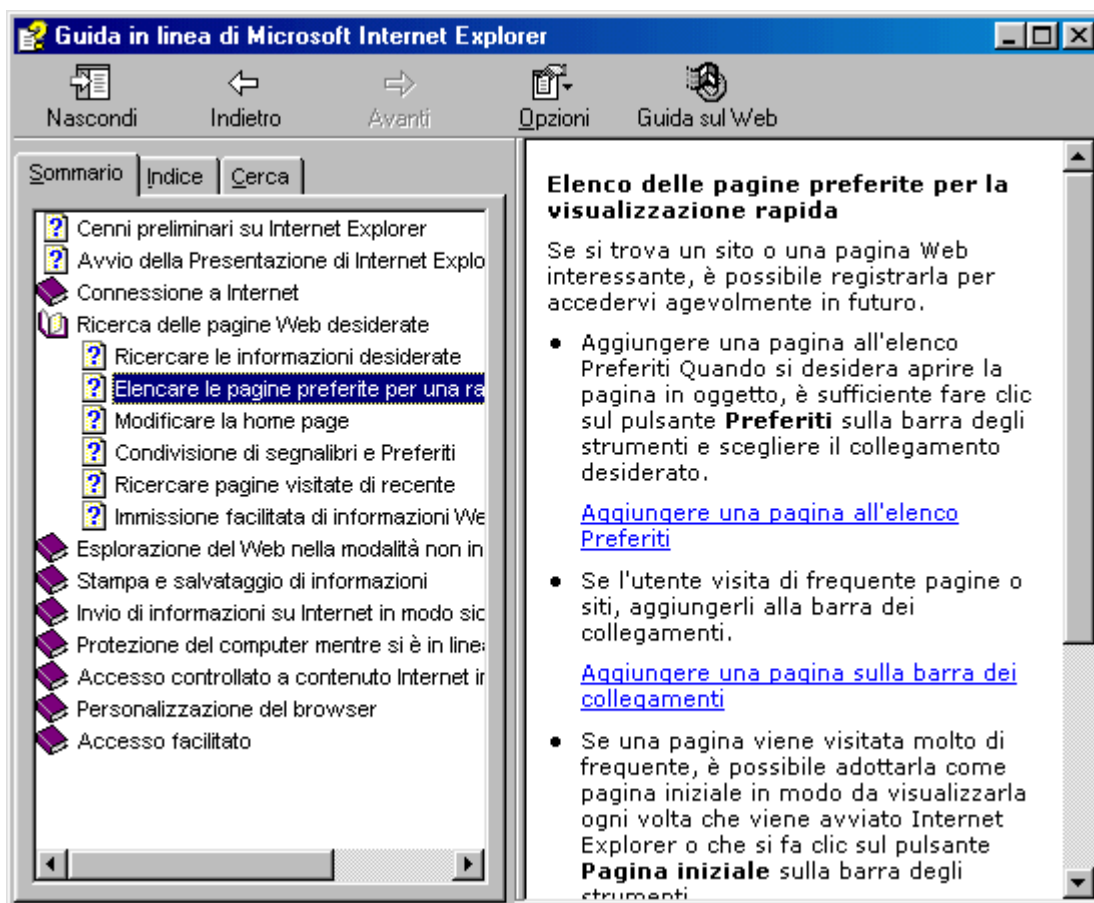 Guida in linea di Microsoft Internet Explorer
Nascondi Indietro Avanti Opzioni Guida sul Web
Sommario Indice Cerca
Cenni preliminari su Internet Explorer
Avvio della Presentazione di Internet Explo
Connessione a Internet
Ricerca delle pagine Web desiderate
Ricercare le informazioni desiderate
Elencare le pagine preferite per una ra
Modificare la home page
Condivisione di segnalibri e Preferiti
Ricercare pagine visitate di recente
Immissione facilitata di informazioni We
Esplorazione del Web nella modalità non in
Stampa e salvataggio di informazioni
Invio di informazioni su Internet in modo sic
Protezione del computer mentre si è in line
Accesso controllato a contenuto Internet in
Personalizzazione del browser
Accesso facilitato
Elenco delle pagine preferite per la
visualizzazione rapida
Se si trova un sito o una pagina Web
interessante, è possibile registrarla per
accedervi agevolmente in futuro.
Aggiungere una pagina all'elenco
Preferiti Quando si desidera aprire la
pagina in oggetto, è sufficiente fare clic
sul pulsante Preferiti sulla barra degli
strumenti e scegliere il collegamento
desiderato.
Aggiungere una pagina all'elenco
Preferiti
Se l'utente visita di frequente pagine o
siti, aggiungerli alla barra dei
collegamenti.
Aggiungere una pagina sulla barra dei
collegamenti
Se una pagina viene visitata molto di
frequente, è possibile adottarla come
pagina iniziale in modo da visualizzarla
ogni volta che viene avviato Internet
Explorer o che si fa clic sul pulsante
Pagina iniziale sulla barra degli
strumenti.